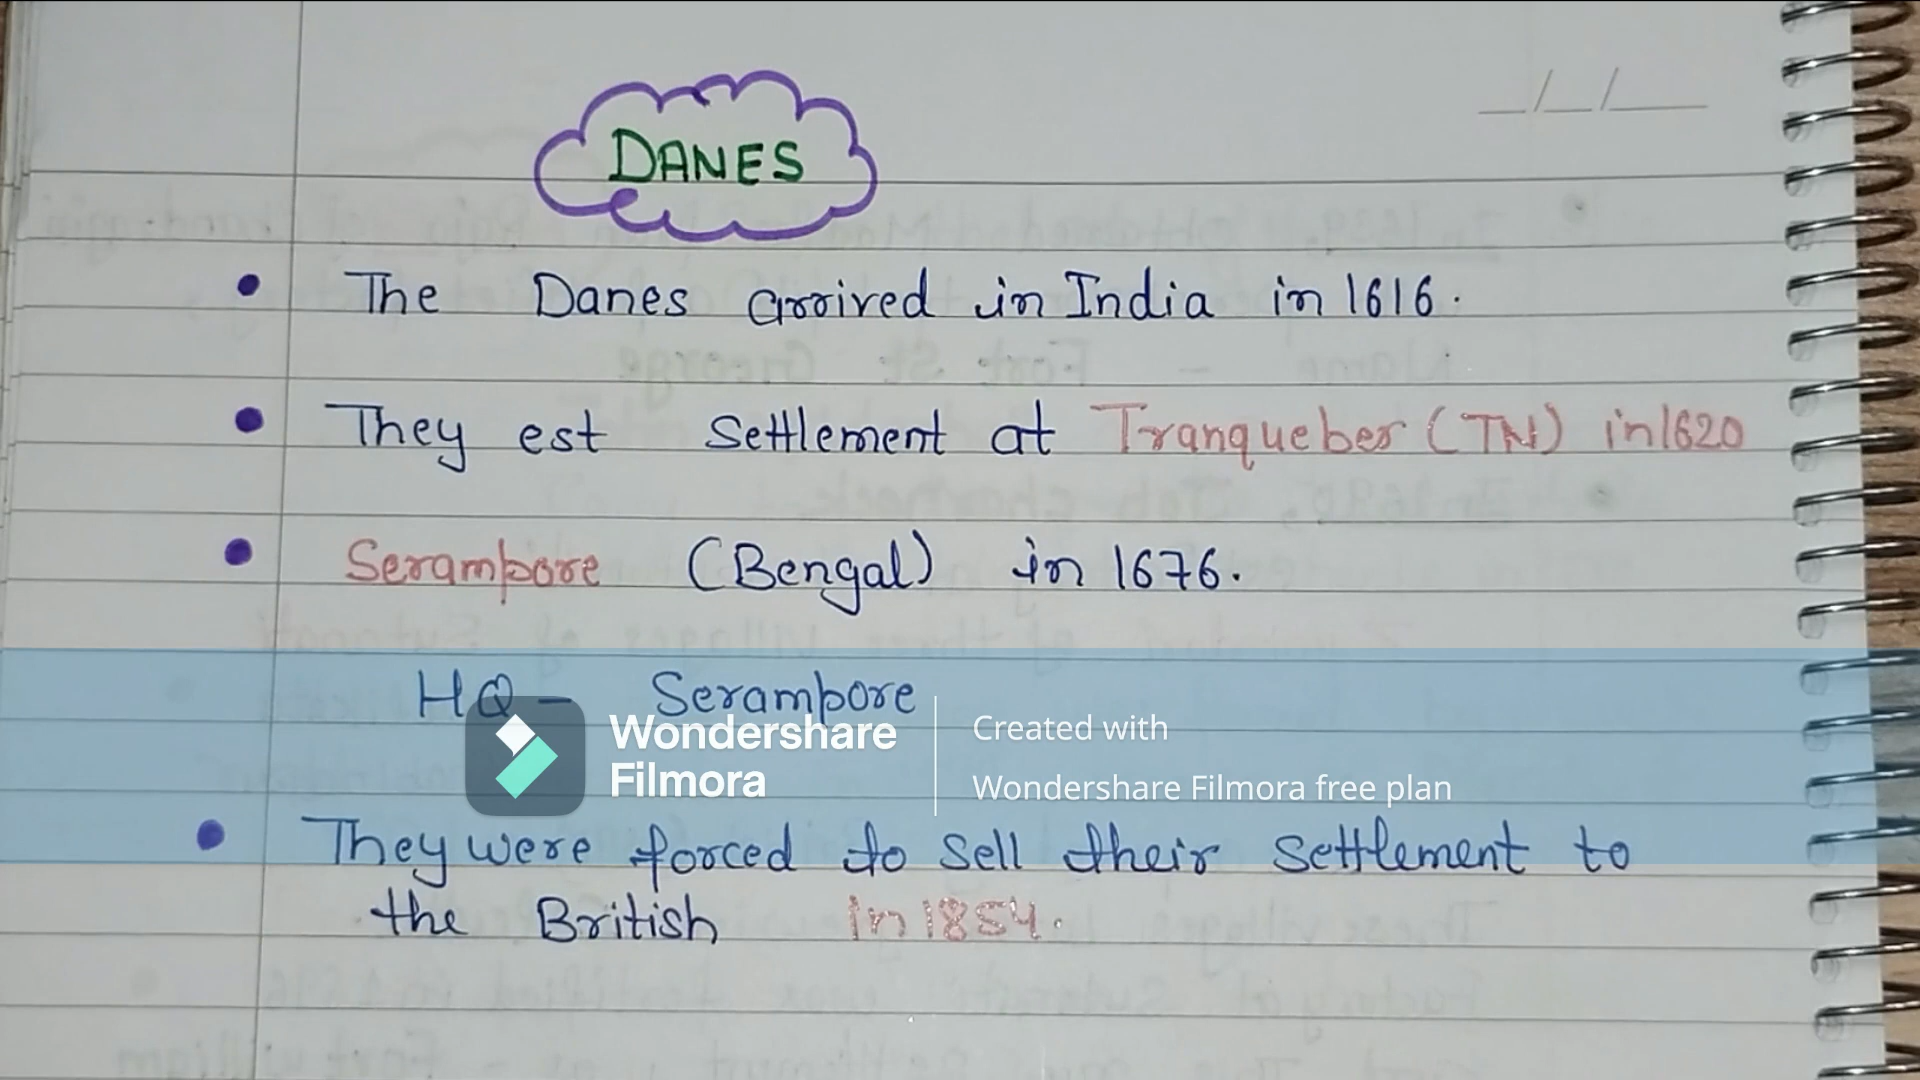 DANES
The Danes arrived in India in 1616.
They est settlement at Tranqueber (TN) in 1620
Serampore (Bengal) in 1676.
HQ - Serampore
Wondershare Filmora
Created with
Wondershare Filmora free plan
They were forced to sell their settlement to
the British in 1854.